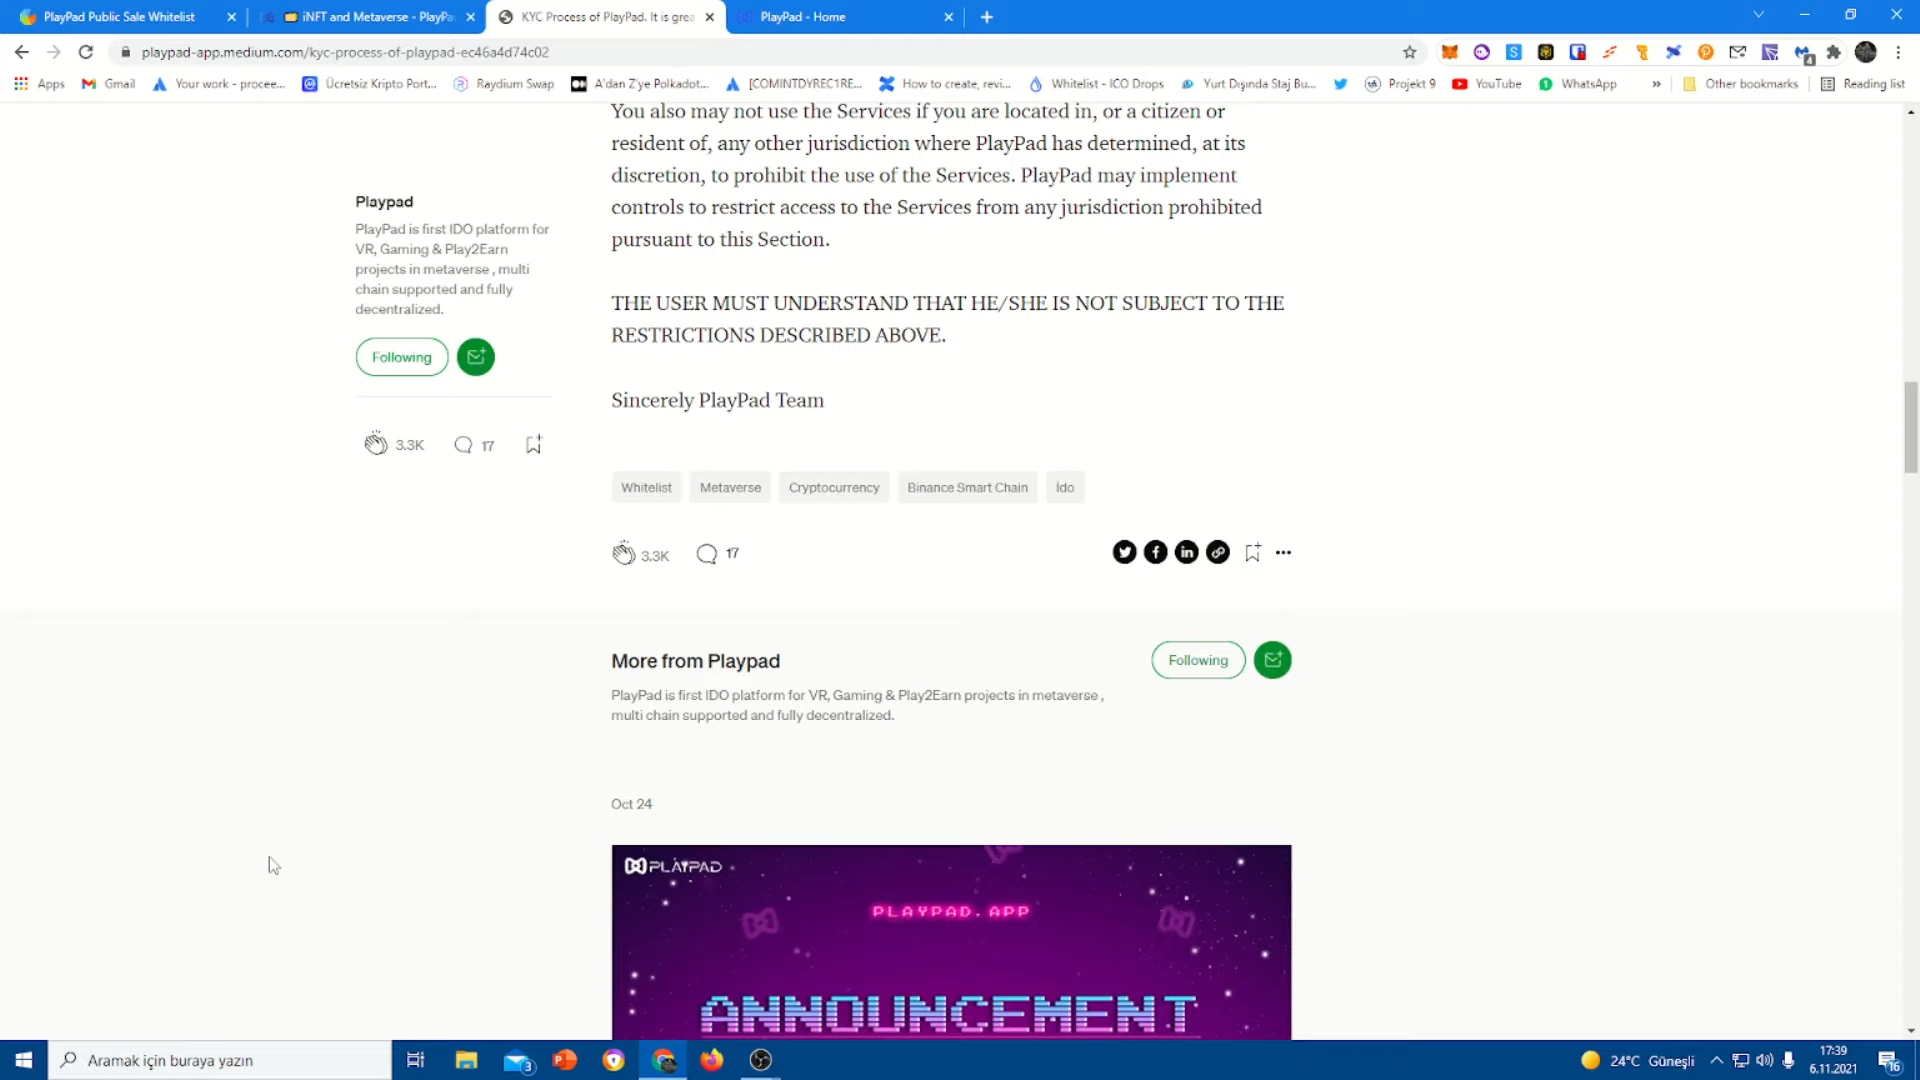 PlayPad Public Sale Whitelist
iNFT and Metaverse - PlayPa
KYC Process of PlayPad. It is grea
PlayPad - Home
playpad-app.medium.com/kyc-process-of-playpad-ec46a4d74c02
Apps
Gmail
Your work - procee...
Ücretsiz Kripto Port...
Raydium Swap
A'dan Z'ye Polkadot...
[COMINTDYREC1RE...
How to create, revi...
Whitelist - ICO Drops
Yurt Dışında Staj Bu...
Projekt 9
YouTube
WhatsApp
»
Other bookmarks
Reading list
You also may not use the Services if you are located in, or a citizen or
resident of, any other jurisdiction where PlayPad has determined, at its
discretion, to prohibit the use of the Services. PlayPad may implement
controls to restrict access to the Services from any jurisdiction prohibited
pursuant to this Section.
THE USER MUST UNDERSTAND THAT HE/SHE IS NOT SUBJECT TO THE
RESTRICTIONS DESCRIBED ABOVE.
Sincerely PlayPad Team
Playpad
PlayPad is first IDO platform for
VR, Gaming & Play2Earn
projects in metaverse , multi
chain supported and fully
decentralized.
Following
3.3K
17
Whitelist
Metaverse
Cryptocurrency
Binance Smart Chain
İdo
3.3K
17
More from Playpad
Following
PlayPad is first IDO platform for VR, Gaming & Play2Earn projects in metaverse ,
multi chain supported and fully decentralized.
Oct 24
PLAYPAD
PLAYPAD.APP
ANNOUNCEMENT
Aramak için buraya yazın
3
24°C Güneşli
17:39
6.11.2021
16